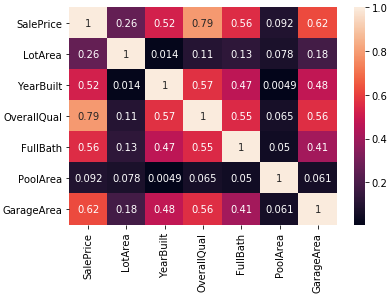 SalePrice 1 0.26 0.52 0.79 0.56 0.092 0.62
LotArea 0.26 1 0.014 0.11 0.13 0.078 0.18
YearBuilt 0.52 0.014 1 0.57 0.47 0.0049 0.48
OverallQual 0.79 0.11 0.57 1 0.55 0.065 0.56
FullBath 0.56 0.13 0.47 0.55 1 0.05 0.41
PoolArea 0.092 0.078 0.0049 0.065 0.05 1 0.061
GarageArea 0.62 0.18 0.48 0.56 0.41 0.061 1
SalePrice LotArea YearBuilt OverallQual FullBath PoolArea GarageArea
1.0
0.8
0.6
0.4
0.2